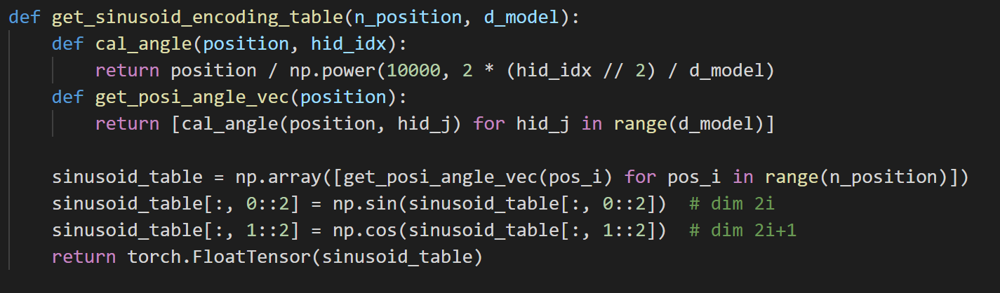 def get_sinusoid_encoding_table(n_position, d_model):
    def cal_angle(position, hid_idx):
        return position / np.power(10000, 2 * (hid_idx // 2) / d_model)
    def get_posi_angle_vec(position):
        return [cal_angle(position, hid_j) for hid_j in range(d_model)]

    sinusoid_table = np.array([get_posi_angle_vec(pos_i) for pos_i in range(n_position)])
    sinusoid_table[:, 0::2] = np.sin(sinusoid_table[:, 0::2])  # dim 2i
    sinusoid_table[:, 1::2] = np.cos(sinusoid_table[:, 1::2])  # dim 2i+1
    return torch.FloatTensor(sinusoid_table)